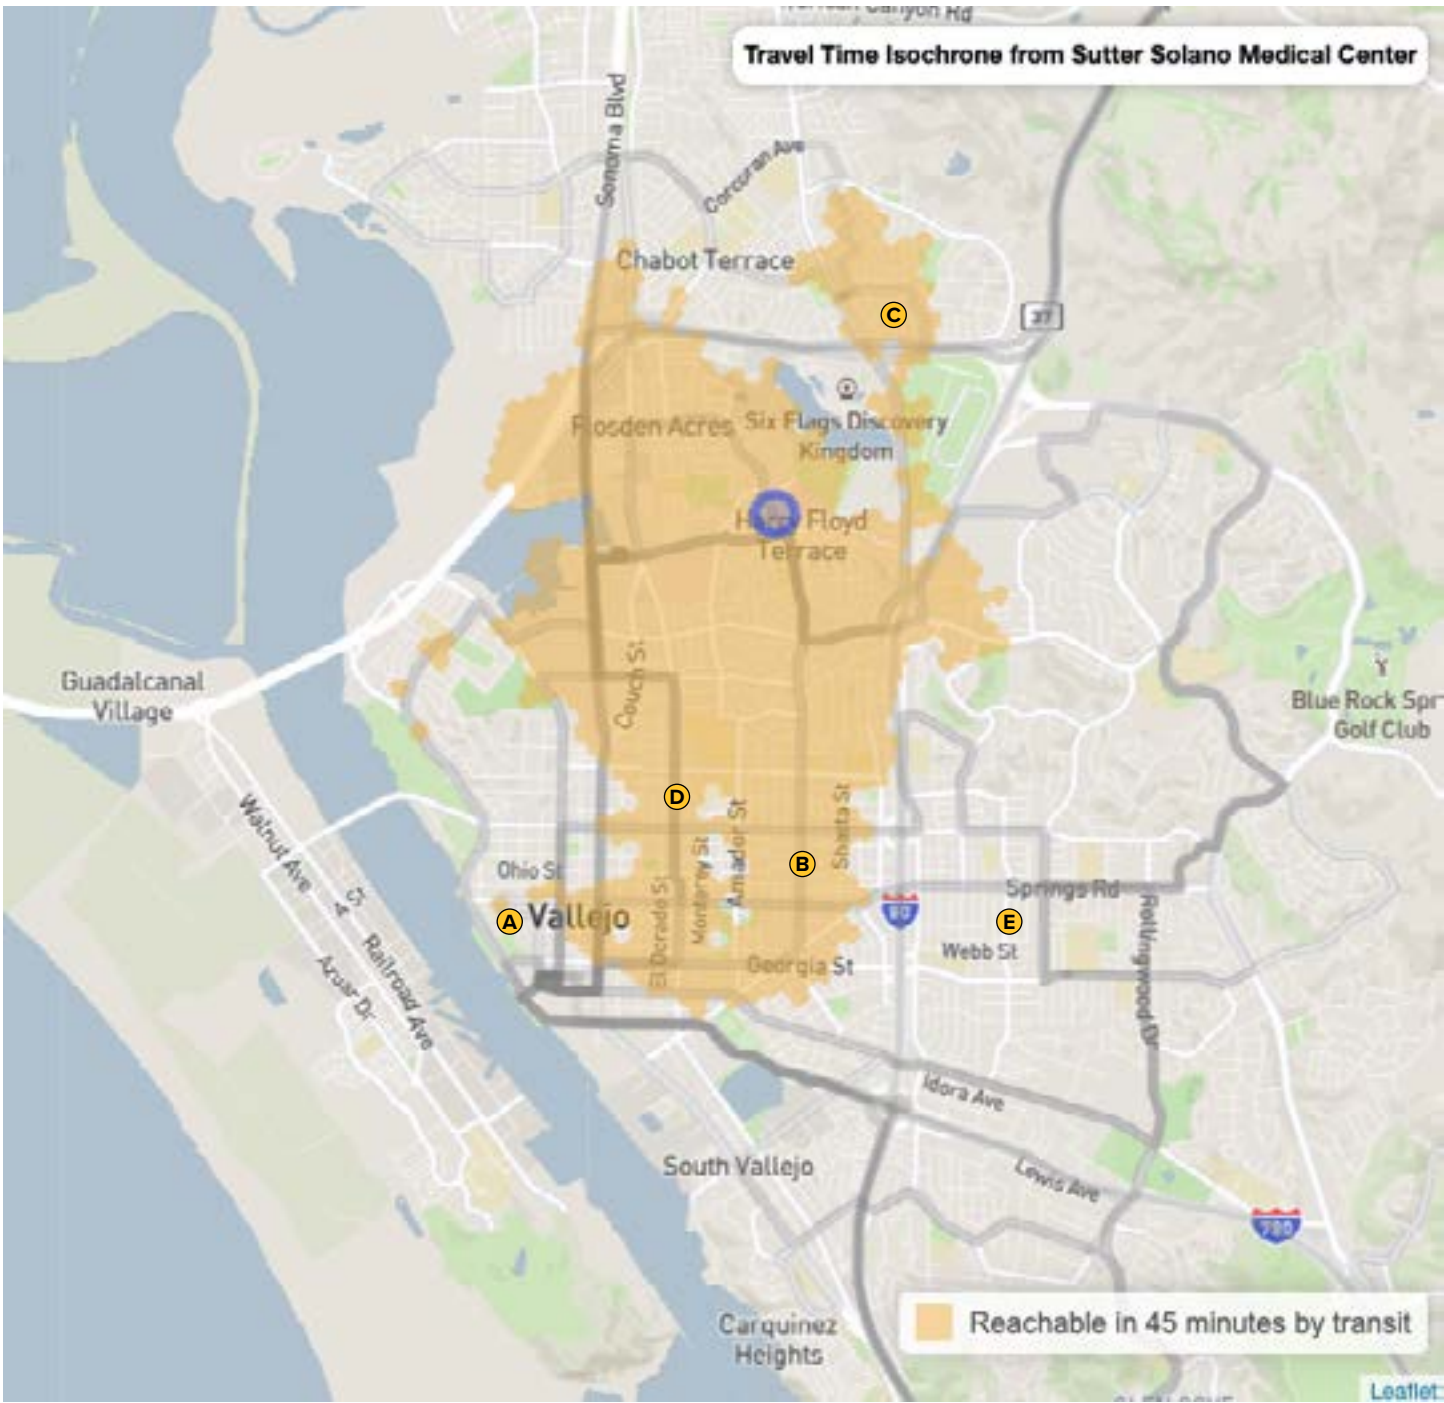 Travel Time Isochrone from Sutter Solano Medical Center
Sonoma Blvd
Corcoran Ave
Chabot Terrace
C
37
Flosden Acres
Six Flags Discovery
Kingdom
Harry Floyd
Terrace
Guadalcanal
Village
Couch St
Blue Rock Spr
Golf Club
D
Walnut Ave
Amador St
Shasta St
Monterey St
B
Ohio St
El Dorado St
Springs Rd
A
Vallejo
80
E
Webb St
Georgia St
Rollingwood Dr
Railroad Ave
Azuar Dr
Idora Ave
South Vallejo
Lewis Ave
780
Carquinez
Heights
Reachable in 45 minutes by transit
Leaflet